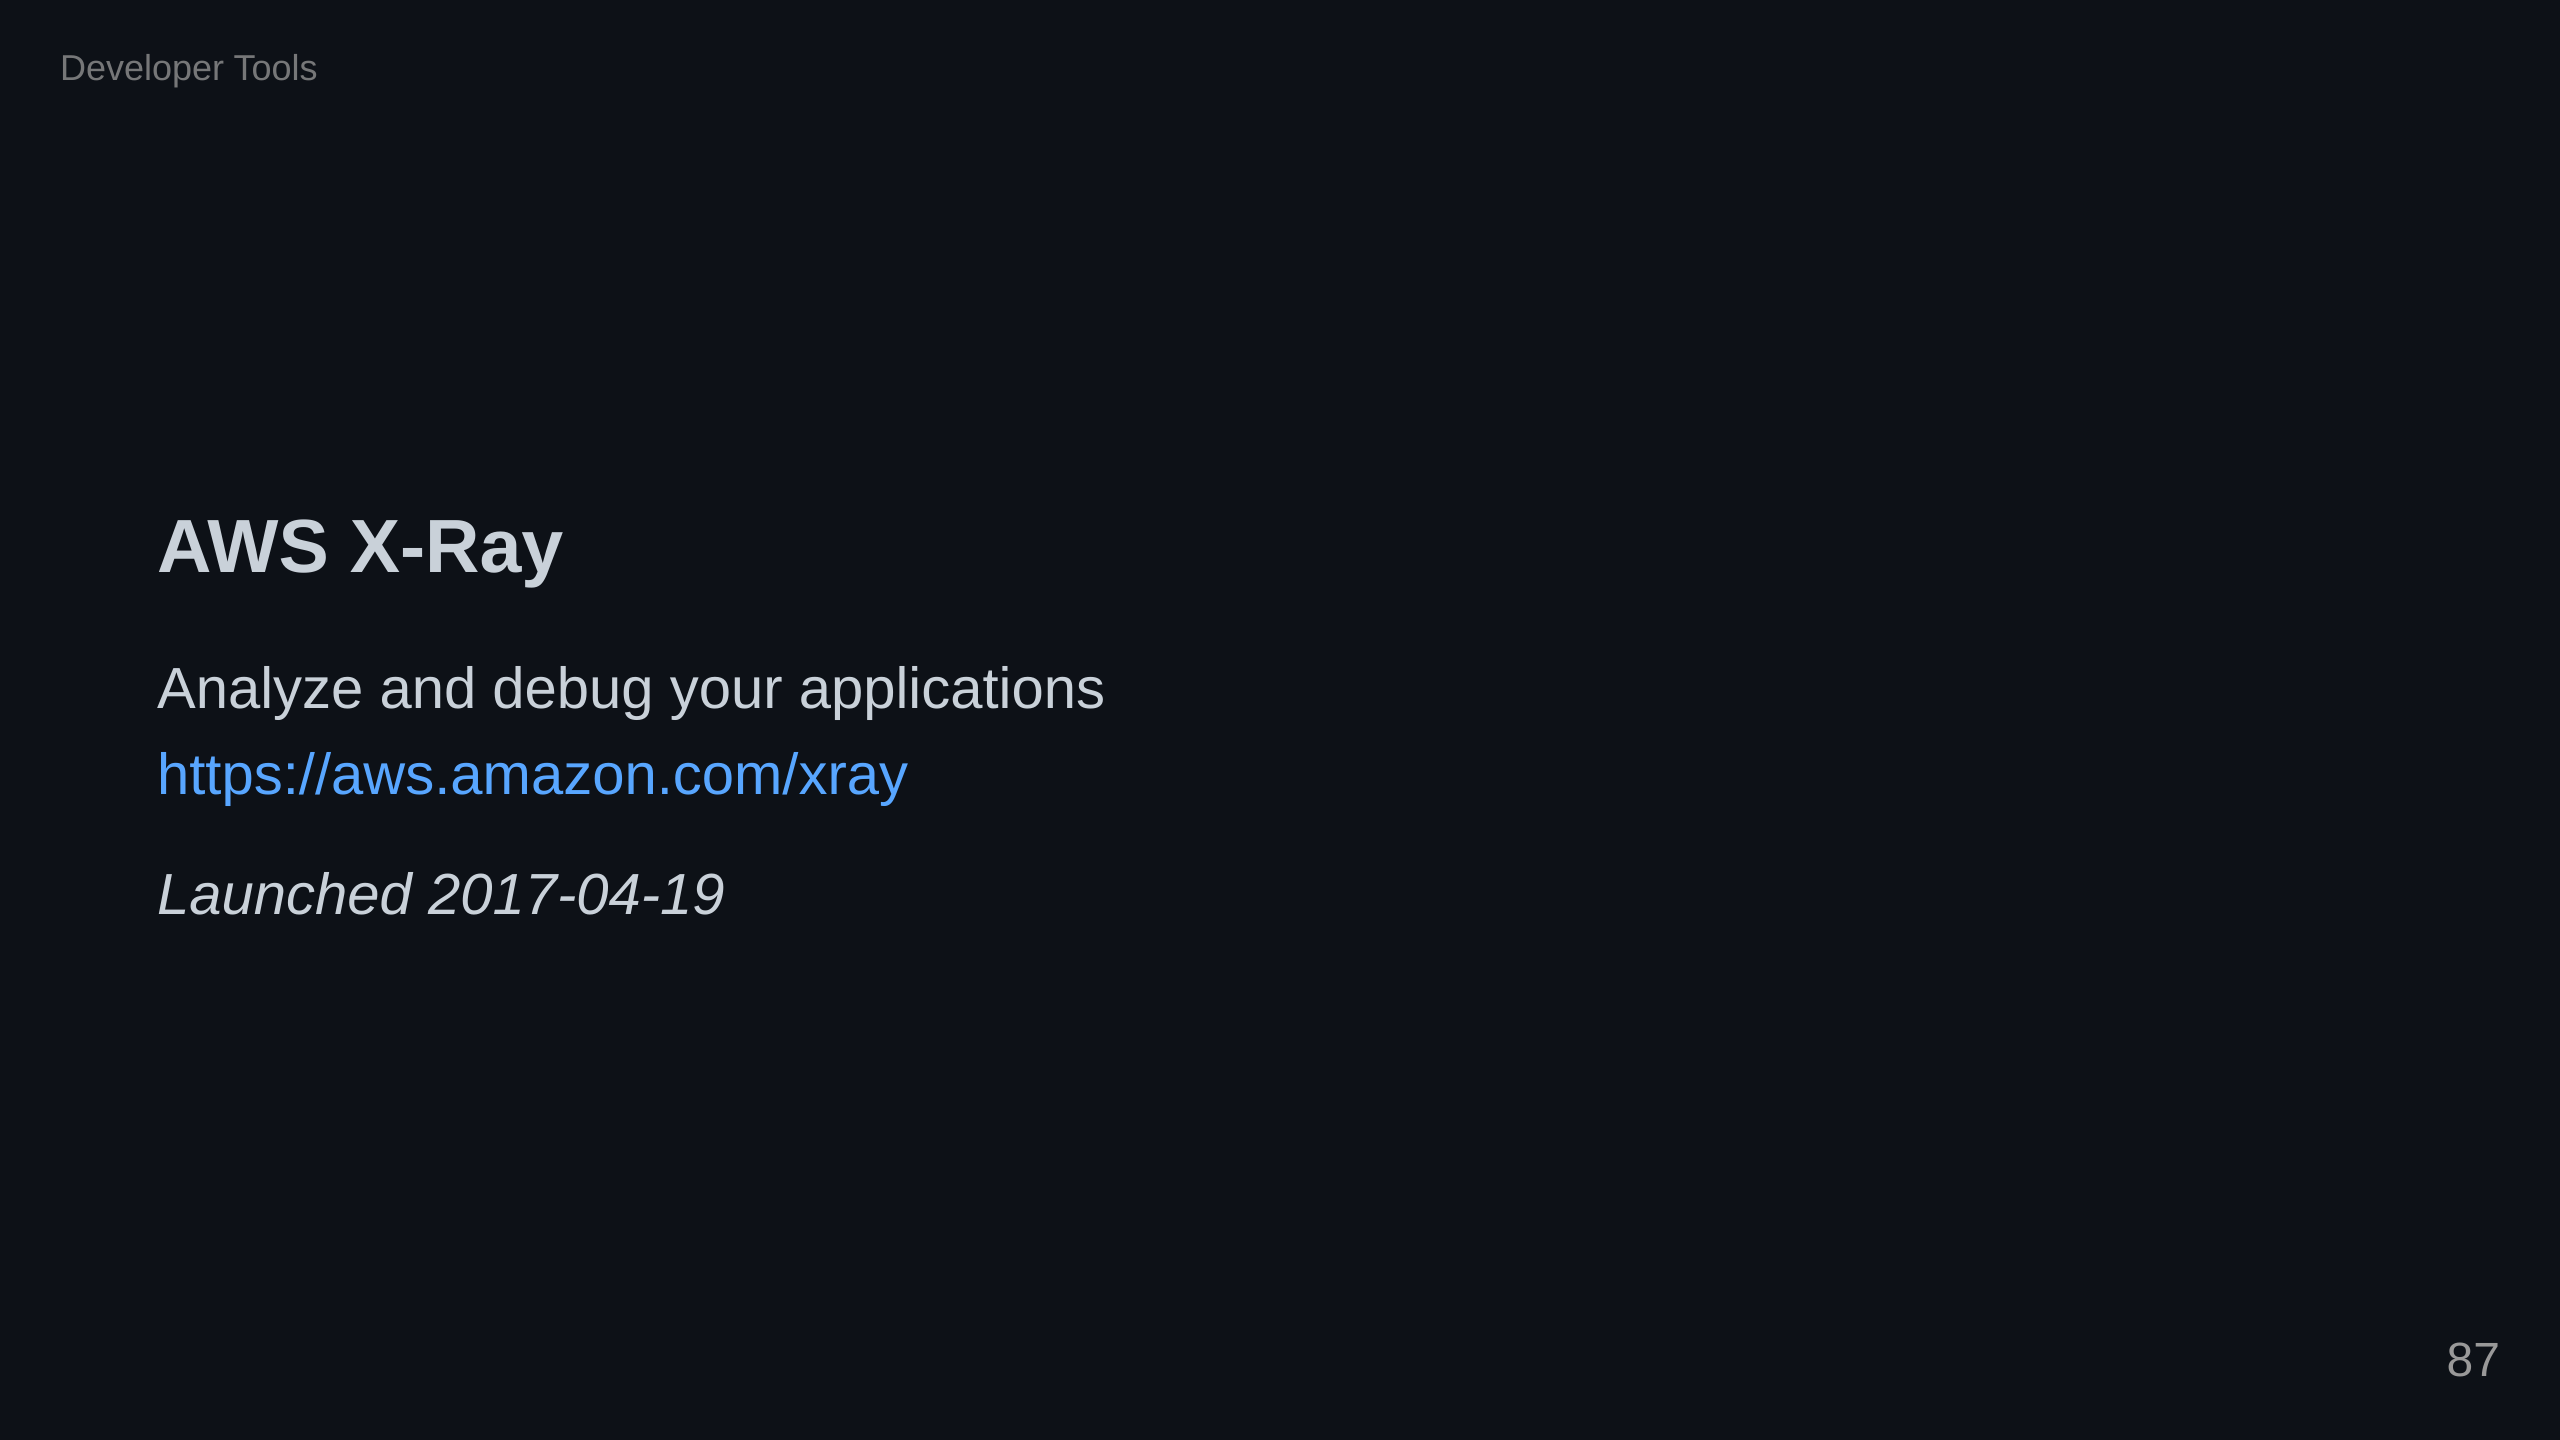 Developer Tools
AWS X-Ray
Analyze and debug your applications
https://aws.amazon.com/xray
Launched 2017-04-19
87